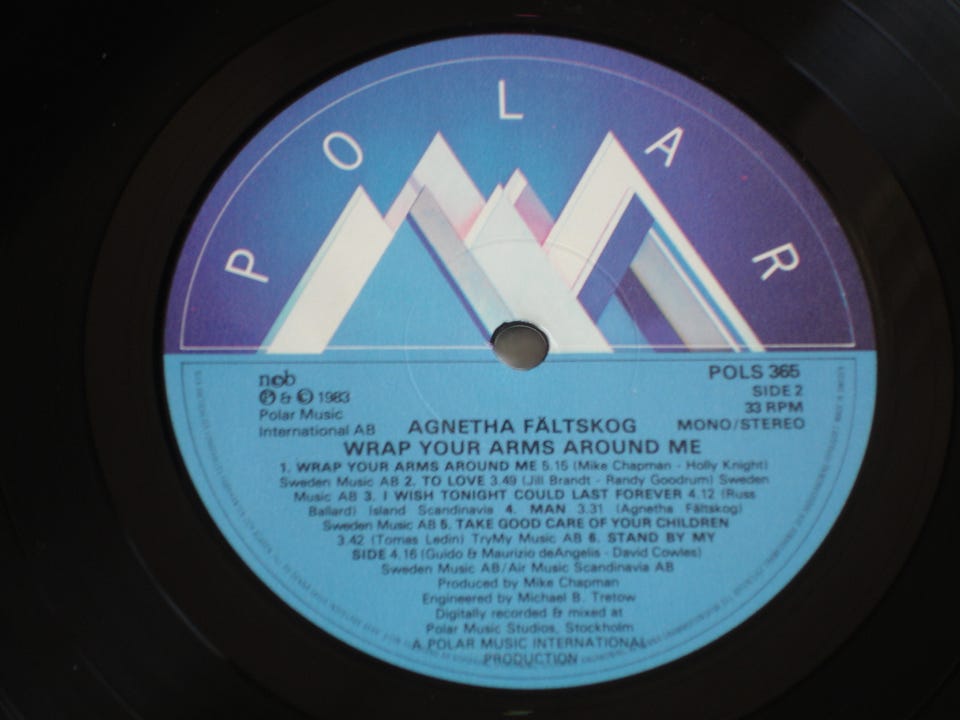 POLAR
ncb
Ⓟ & © 1983
Polar Music
International AB
POLS 365
SIDE 2
33 RPM
MONO/STEREO
AGNETHA FÄLTSKOG
WRAP YOUR ARMS AROUND ME
1. WRAP YOUR ARMS AROUND ME 5.15 (Mike Chapman - Holly Knight)
Sweden Music AB 2. TO LOVE 3.49 (Jill Brandt - Randy Goodrum) Sweden
Music AB 3. I WISH TONIGHT COULD LAST FOREVER 4.12 (Russ
Ballard) Island Scandinavia 4. MAN 3.31 (Agnetha Fältskog)
Sweden Music AB 5. TAKE GOOD CARE OF YOUR CHILDREN
3.42 (Tomas Ledin) TryMy Music AB 6. STAND BY MY
SIDE 4.16 (Guido & Maurizio deAngelis - David Cowles)
Sweden Music AB/Air Music Scandinavia AB
Produced by Mike Chapman
Engineered by Michael B. Tretow
Digitally recorded & mixed at
Polar Music Studios, Stockholm
A POLAR MUSIC INTERNATIONAL
PRODUCTION